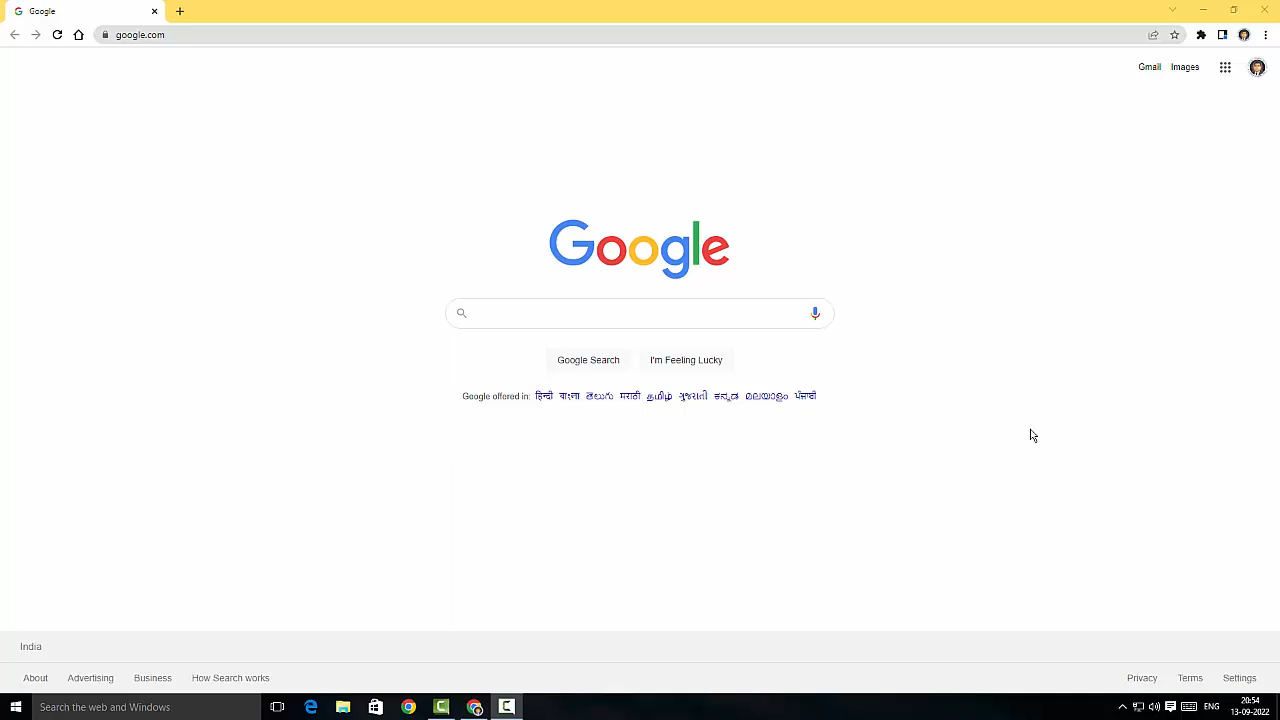 Google
google.com
Gmail Images
Google
Google Search I'm Feeling Lucky
Google offered in: हिन्दी বাংলা తెలుగు मराठी தமிழ் ગુજરાતી ಕನ್ನಡ മലയാളം ਪੰਜਾਬੀ
India
About Advertising Business How Search works
Privacy Terms Settings
Search the web and Windows
ENG
20:54
13-09-2022